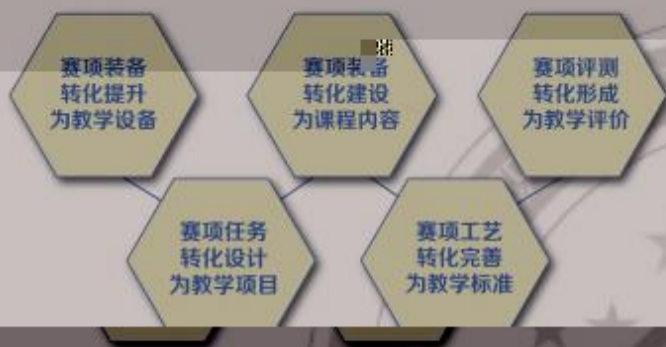 赛项装备
转化提升
为教学设备
赛项装备
转化建设
为课程内容
赛项评测
转化形成
为教学评价
赛项任务
转化设计
为教学项目
赛项工艺
转化完善
为教学标准